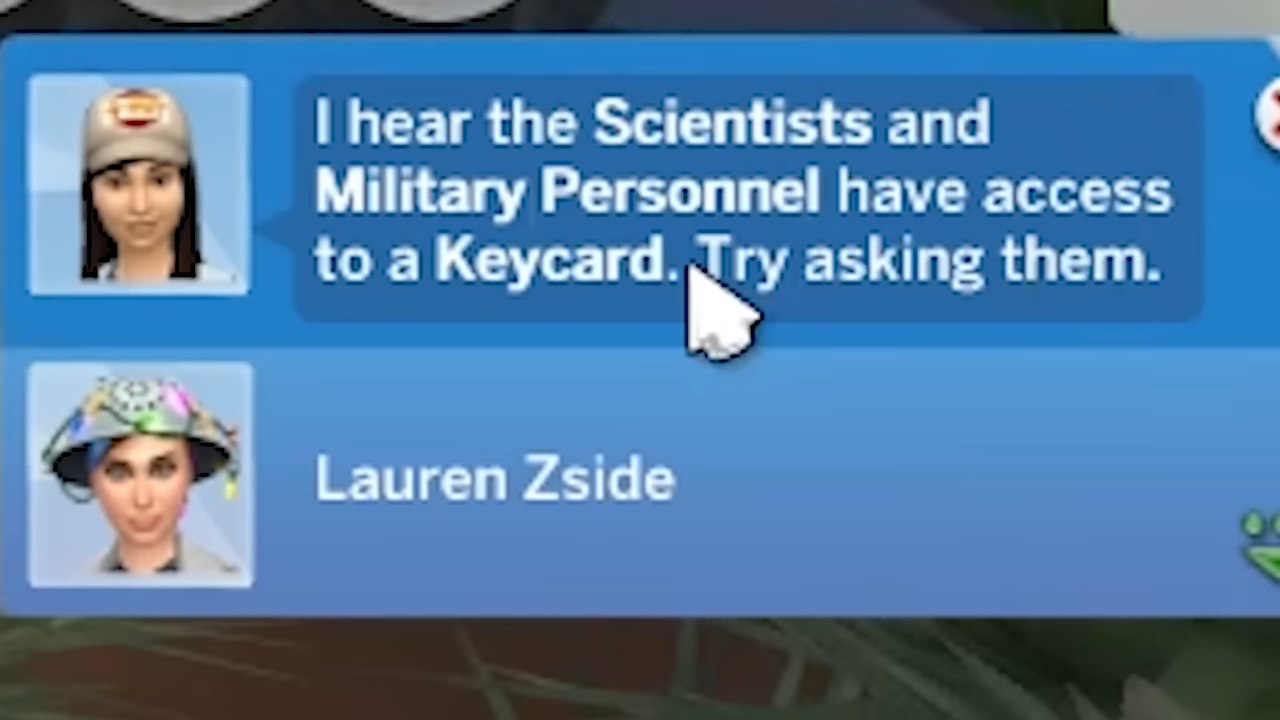 I hear the Scientists and
Military Personnel have access
to a Keycard. Try asking them.
Lauren Zside